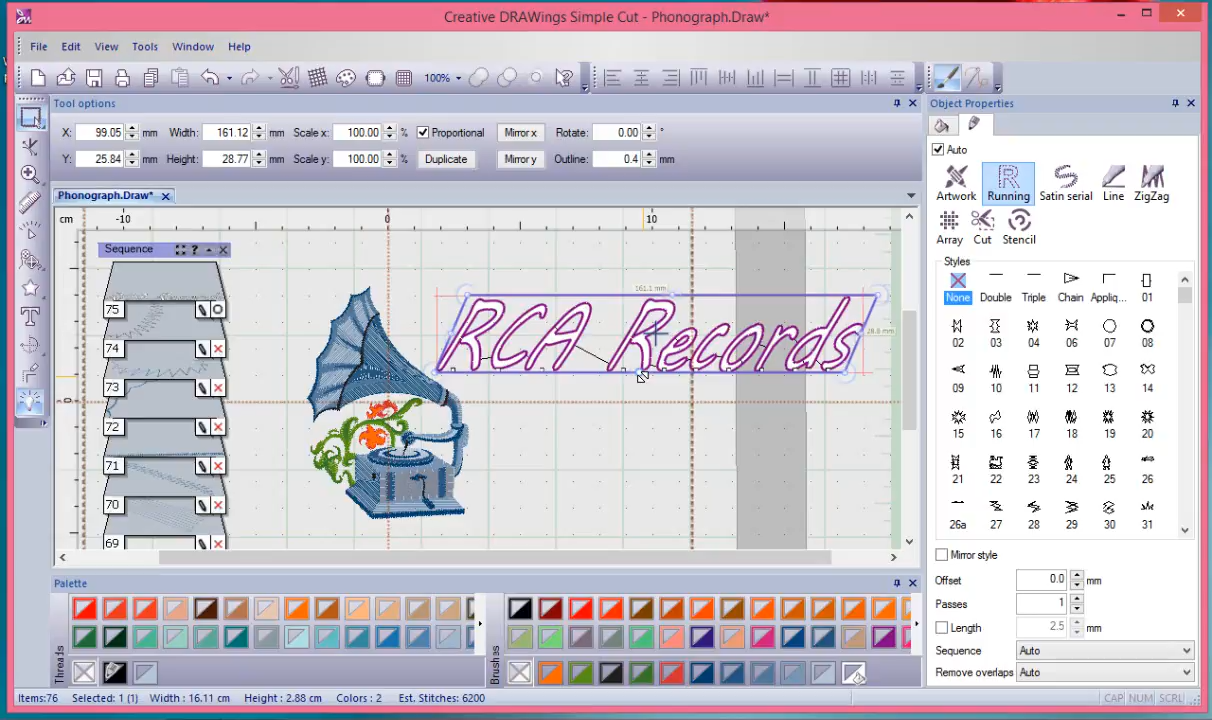 Creative DRAWings Simple Cut - Phonograph.Draw*
File Edit View Tools Window Help
100%
Tool options
Object Properties
X: 99.05 mm Width: 161.12 mm Scale x: 100.00 % Proportional Mirror x Rotate: 0.00 °
Y: 25.84 mm Height: 28.77 mm Scale y: 100.00 % Duplicate Mirror y Outline: 0.4 mm
Auto
Artwork Running Satin serial Line ZigZag
Array Cut Stencil
Phonograph.Draw*
cm -10 0 10
Sequence ?
75
74
73
72
71
70
69
161.1 mm
28.8 mm
RCA Records
Styles
None Double Triple Chain Appliq... 01
02 03 04 06 07 08
09 10 11 12 13 14
15 16 17 18 19 20
21 22 23 24 25 26
26a 27 28 29 30 31
Mirror style
Offset 0.0 mm
Passes 1
Length 2.5 mm
Sequence Auto
Remove overlaps Auto
Palette
Threads
Brushes
Items:76 Selected: 1 (1) Width : 16.11 cm Height : 2.88 cm Colors : 2 Est. Stitches: 6200 CAP NUM SCRL